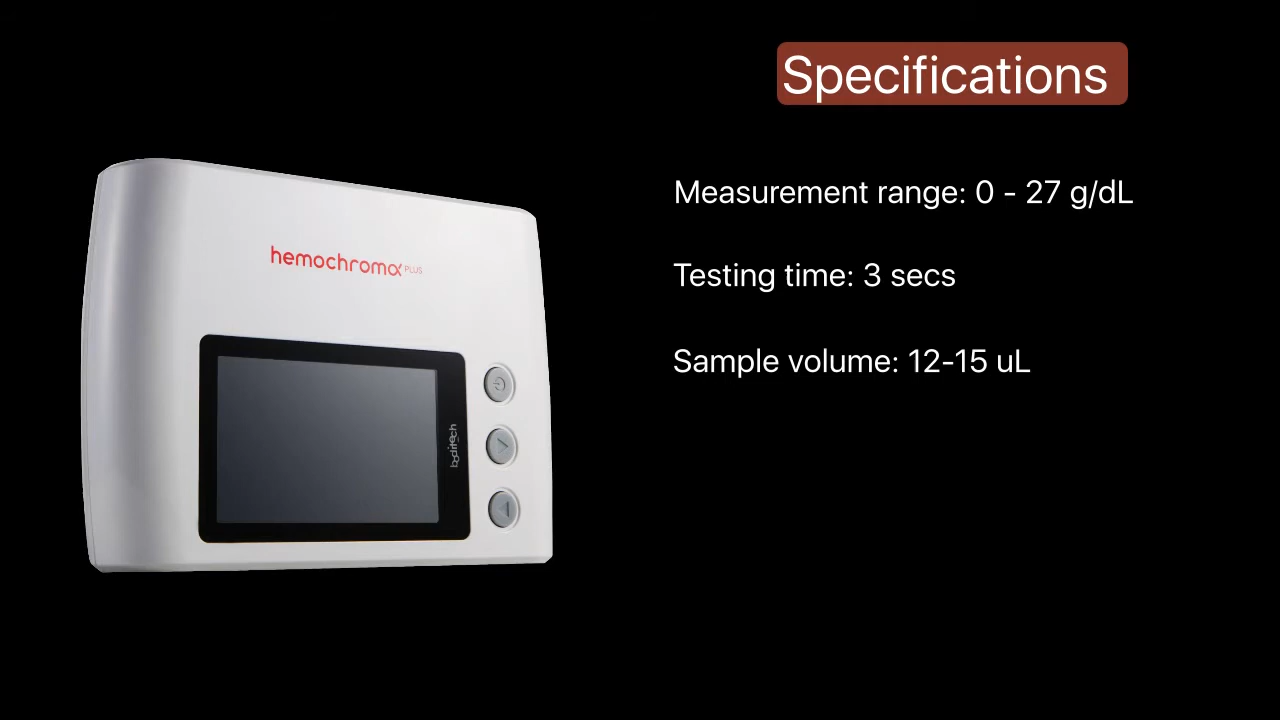 Specifications
hemochroma PLUS
Measurement range: 0 - 27 g/dL
Testing time: 3 secs
Sample volume: 12-15 uL
boditech